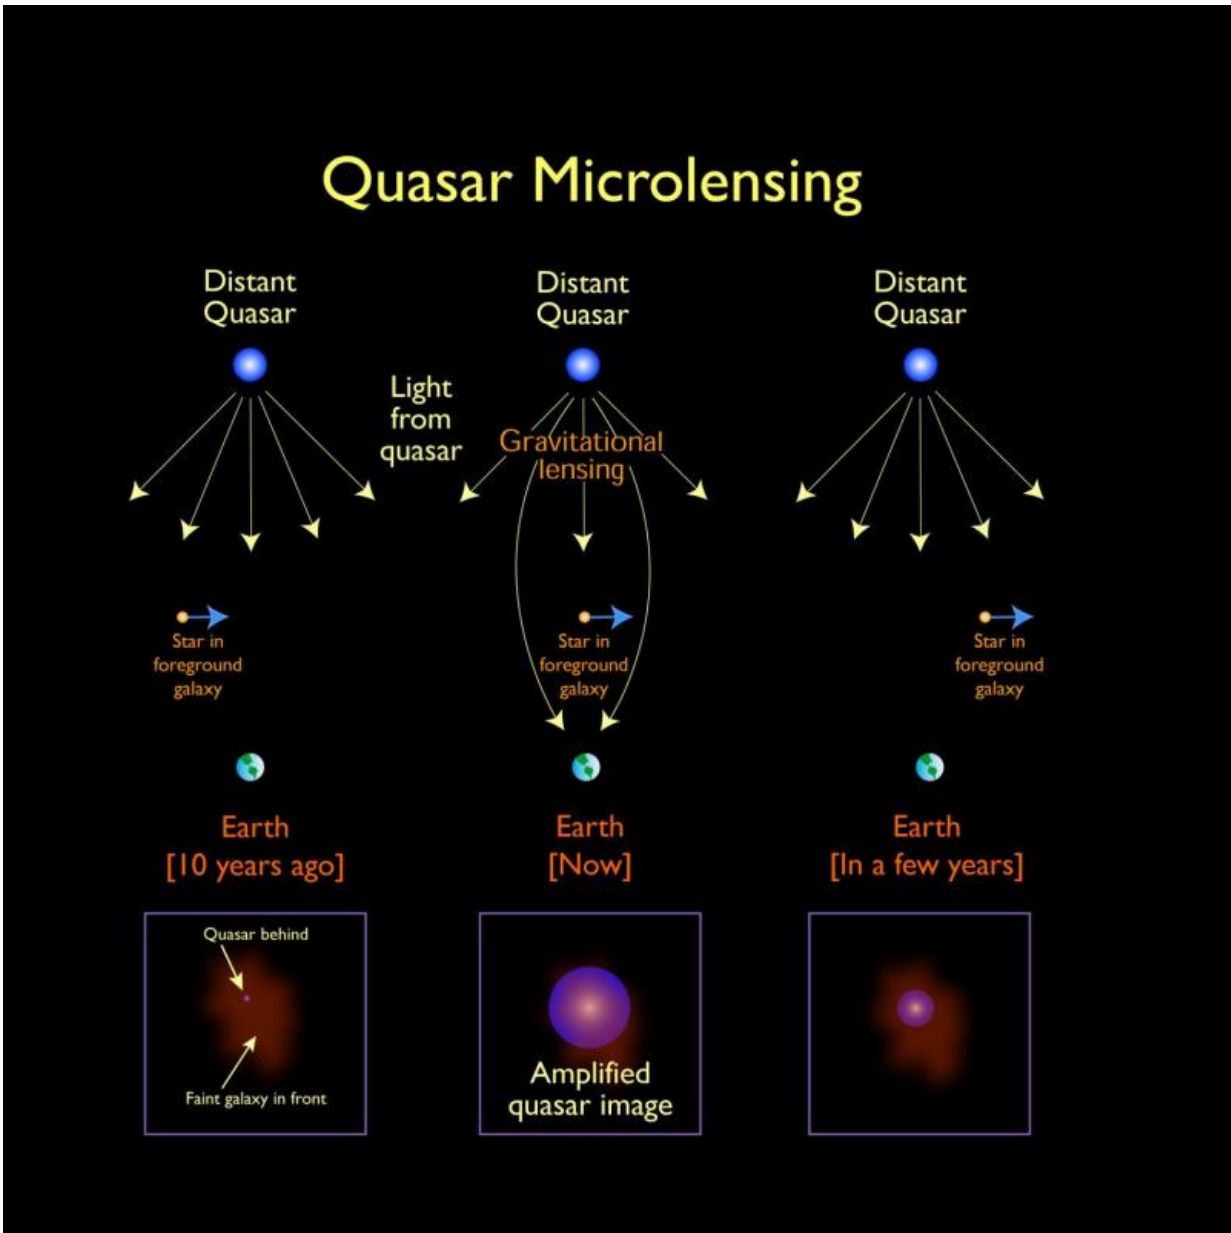 Quasar Microlensing
Distant
Quasar
Distant
Quasar
Distant
Quasar
Light
from
quasar
Gravitational
lensing
Star in
foreground
galaxy
Star in
foreground
galaxy
Star in
foreground
galaxy
Earth
[10 years ago]
Earth
[Now]
Earth
[In a few years]
Quasar behind
Faint galaxy in front
Amplified
quasar image